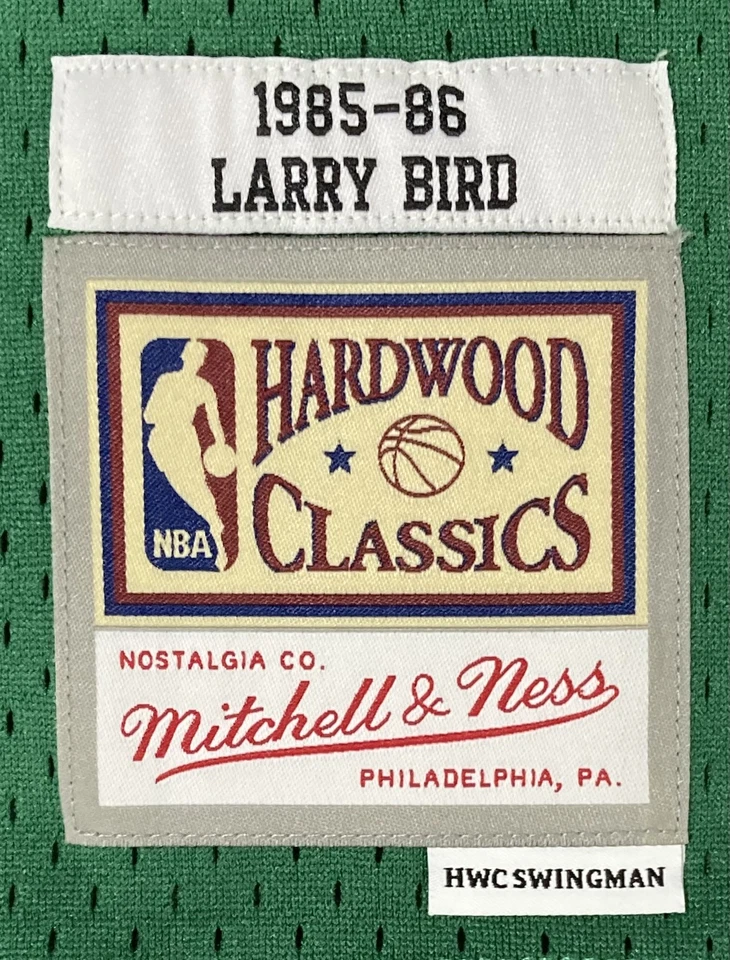 1985-86
LARRY BIRD
HARDWOOD
CLASSICS
NBA
NOSTALGIA CO.
Mitchell & Ness
PHILADELPHIA, PA.
HWC SWINGMAN